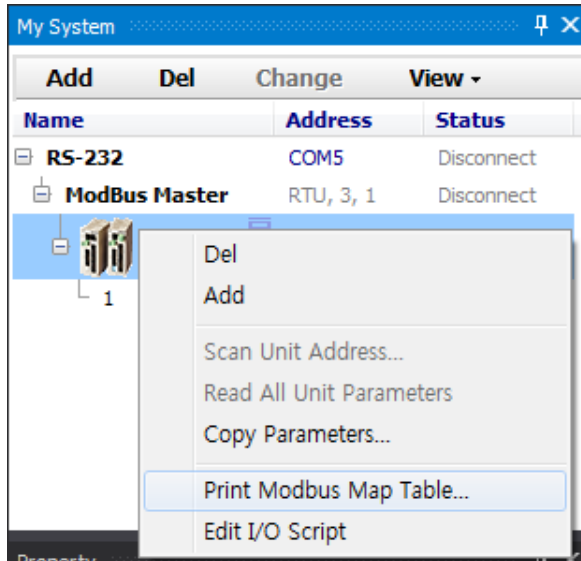 My System
Add Del Change View
Name Address Status
RS-232 COM5 Disconnect
ModBus Master RTU, 3, 1 Disconnect
1
Del
Add
Scan Unit Address...
Read All Unit Parameters
Copy Parameters...
Print Modbus Map Table...
Edit I/O Script
Property